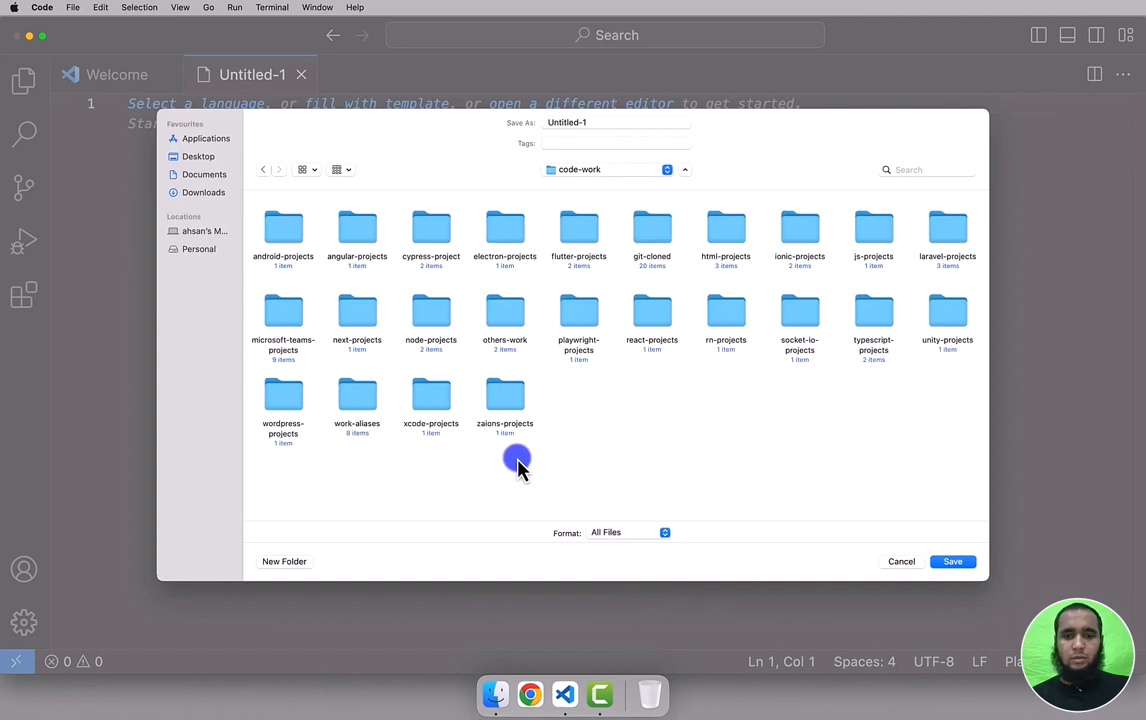 Code File Edit Selection View Go Run Terminal Window Help
Search
Welcome Untitled-1
1 Select a language, or fill with template, or open a different editor to get started.
Favourites
Applications
Desktop
Documents
Downloads
Locations
ahsan's M...
Personal
Save As: Untitled-1
Tags:
code-work
Search
android-projects angular-projects cypress-project electron-projects flutter-projects git-cloned html-projects ionic-projects js-projects laravel-projects
1 item 1 item 2 items 1 item 2 items 20 items 3 items 2 items 1 item 3 items
microsoft-teams- next-projects node-projects others-work playwright- react-projects rn-projects socket-io- typescript- unity-projects
projects 1 item 2 items 2 items projects 1 item 1 item projects projects 1 item
9 items 1 item 1 item 2 items
wordpress- work-aliases xcode-projects zaions-projects
projects 8 items 1 item 1 item
1 item
Format: All Files
New Folder Cancel Save
0 0 Ln 1, Col 1 Spaces: 4 UTF-8 LF